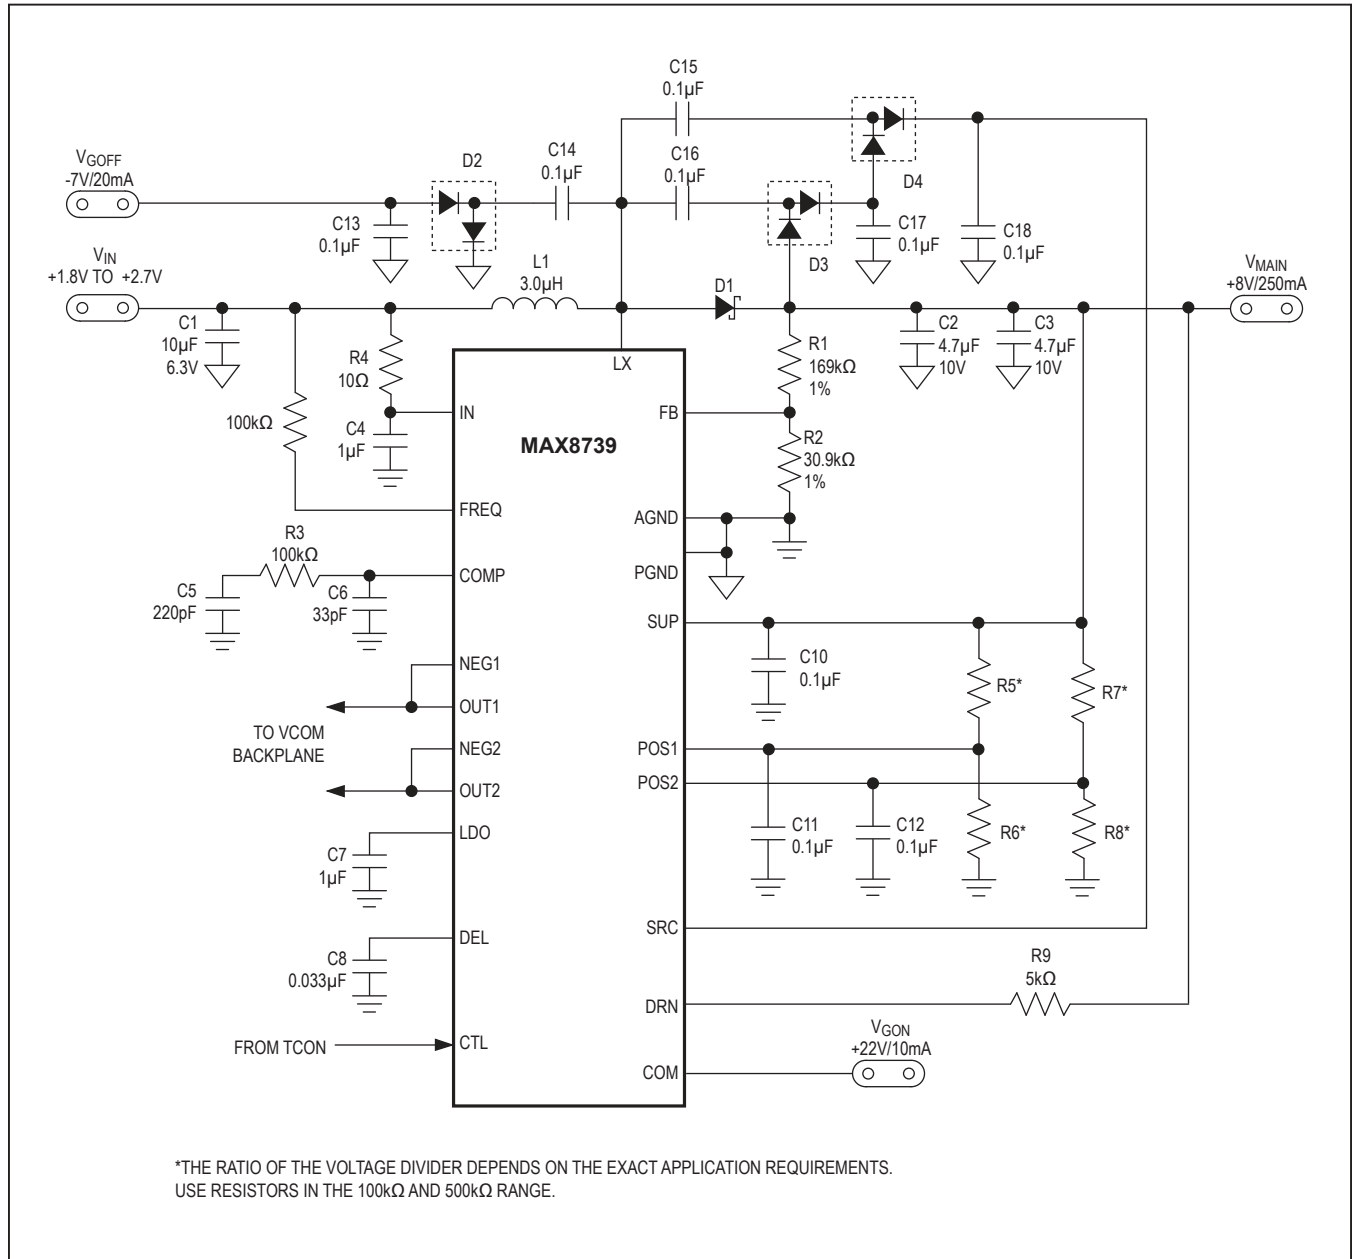 C15
0.1µF
VGOFF
-7V/20mA
D2
C14
0.1µF
C16
0.1µF
D4
C13
0.1µF
C17
0.1µF
C18
0.1µF
D3
VIN
+1.8V TO +2.7V
L1
3.0µH
D1
VMAIN
+8V/250mA
C1
10µF
6.3V
R4
10Ω
LX
R1
169kΩ
1%
C2
4.7µF
10V
C3
4.7µF
10V
100kΩ
C4
1µF
IN
MAX8739
FB
R2
30.9kΩ
1%
FREQ
AGND
R3
100kΩ
COMP
PGND
C5
220pF
C6
33pF
SUP
C10
0.1µF
R5*
R7*
NEG1
OUT1
TO VCOM
BACKPLANE
NEG2
OUT2
POS1
POS2
LDO
C7
1µF
C11
0.1µF
C12
0.1µF
R6*
R8*
SRC
DEL
C8
0.033µF
R9
5kΩ
DRN
FROM TCON
CTL
VGON
+22V/10mA
COM
*THE RATIO OF THE VOLTAGE DIVIDER DEPENDS ON THE EXACT APPLICATION REQUIREMENTS.
USE RESISTORS IN THE 100kΩ AND 500kΩ RANGE.